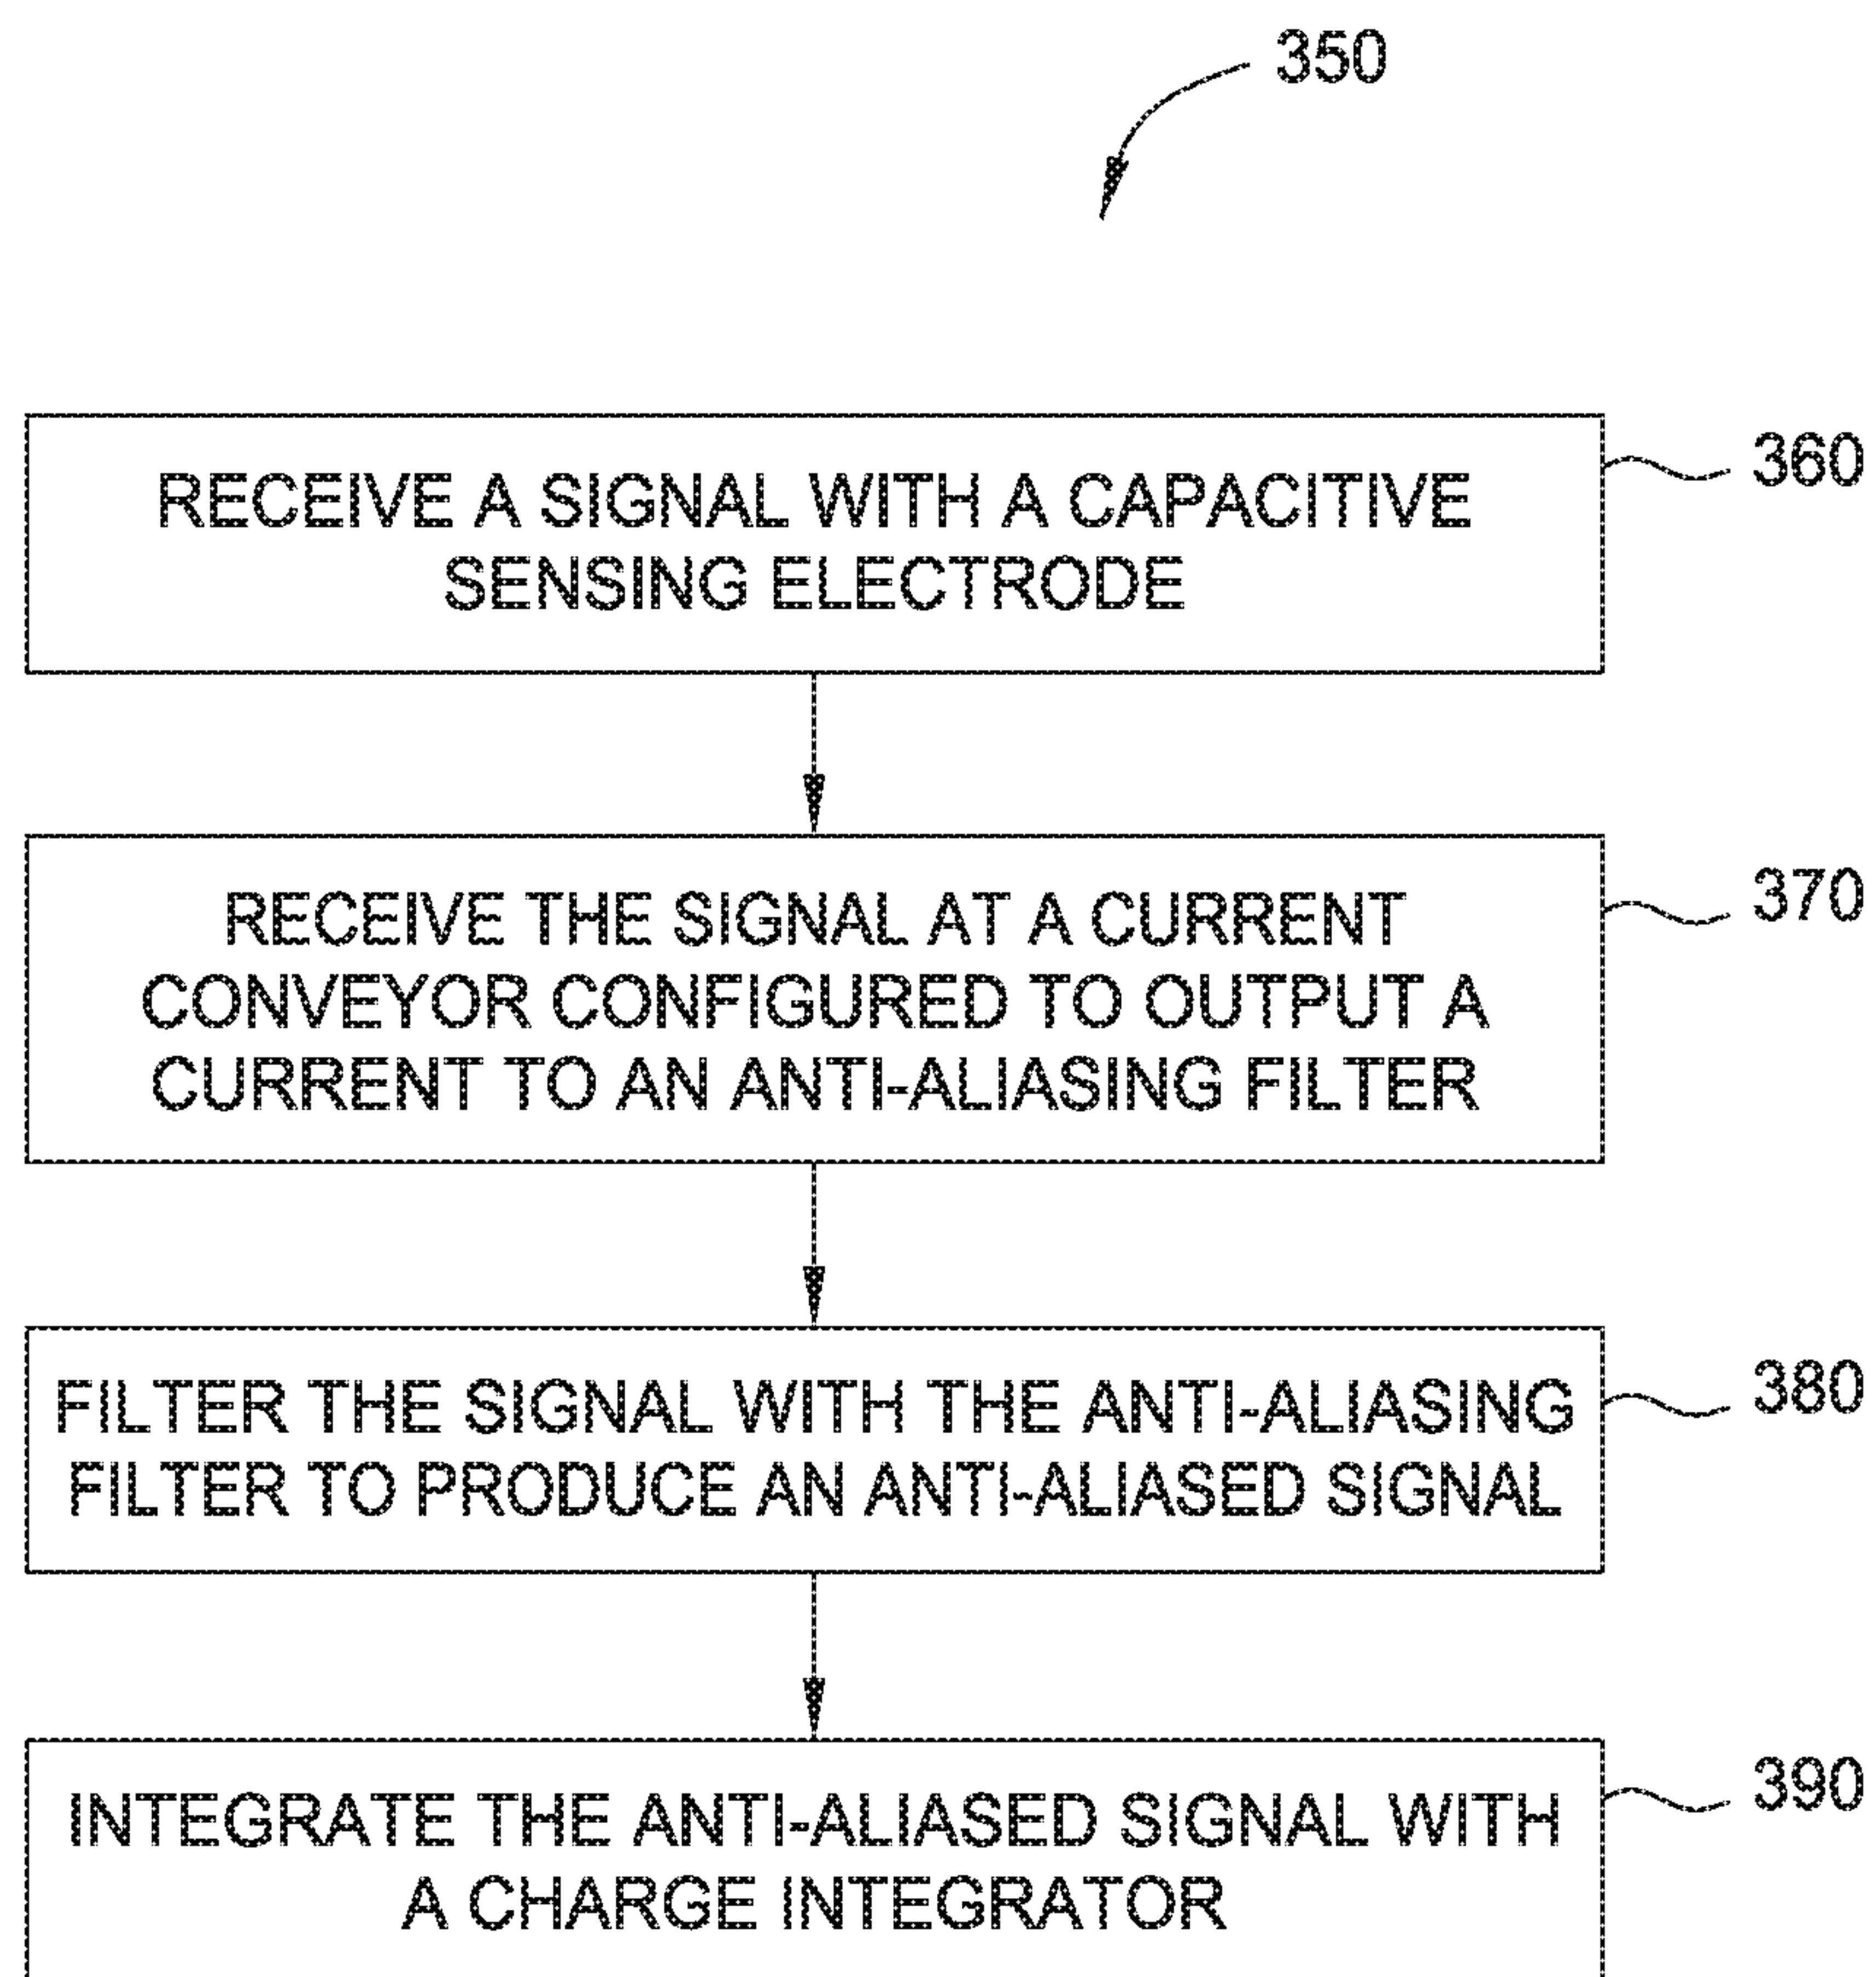 350
RECEIVE A SIGNAL WITH A CAPACITIVE
SENSING ELECTRODE
360
RECEIVE THE SIGNAL AT A CURRENT
CONVEYOR CONFIGURED TO OUTPUT A
CURRENT TO AN ANTI-ALIASING FILTER
370
FILTER THE SIGNAL WITH THE ANTI-ALIASING
FILTER TO PRODUCE AN ANTI-ALIASED SIGNAL
380
INTEGRATE THE ANTI-ALIASED SIGNAL WITH
A CHARGE INTEGRATOR
390